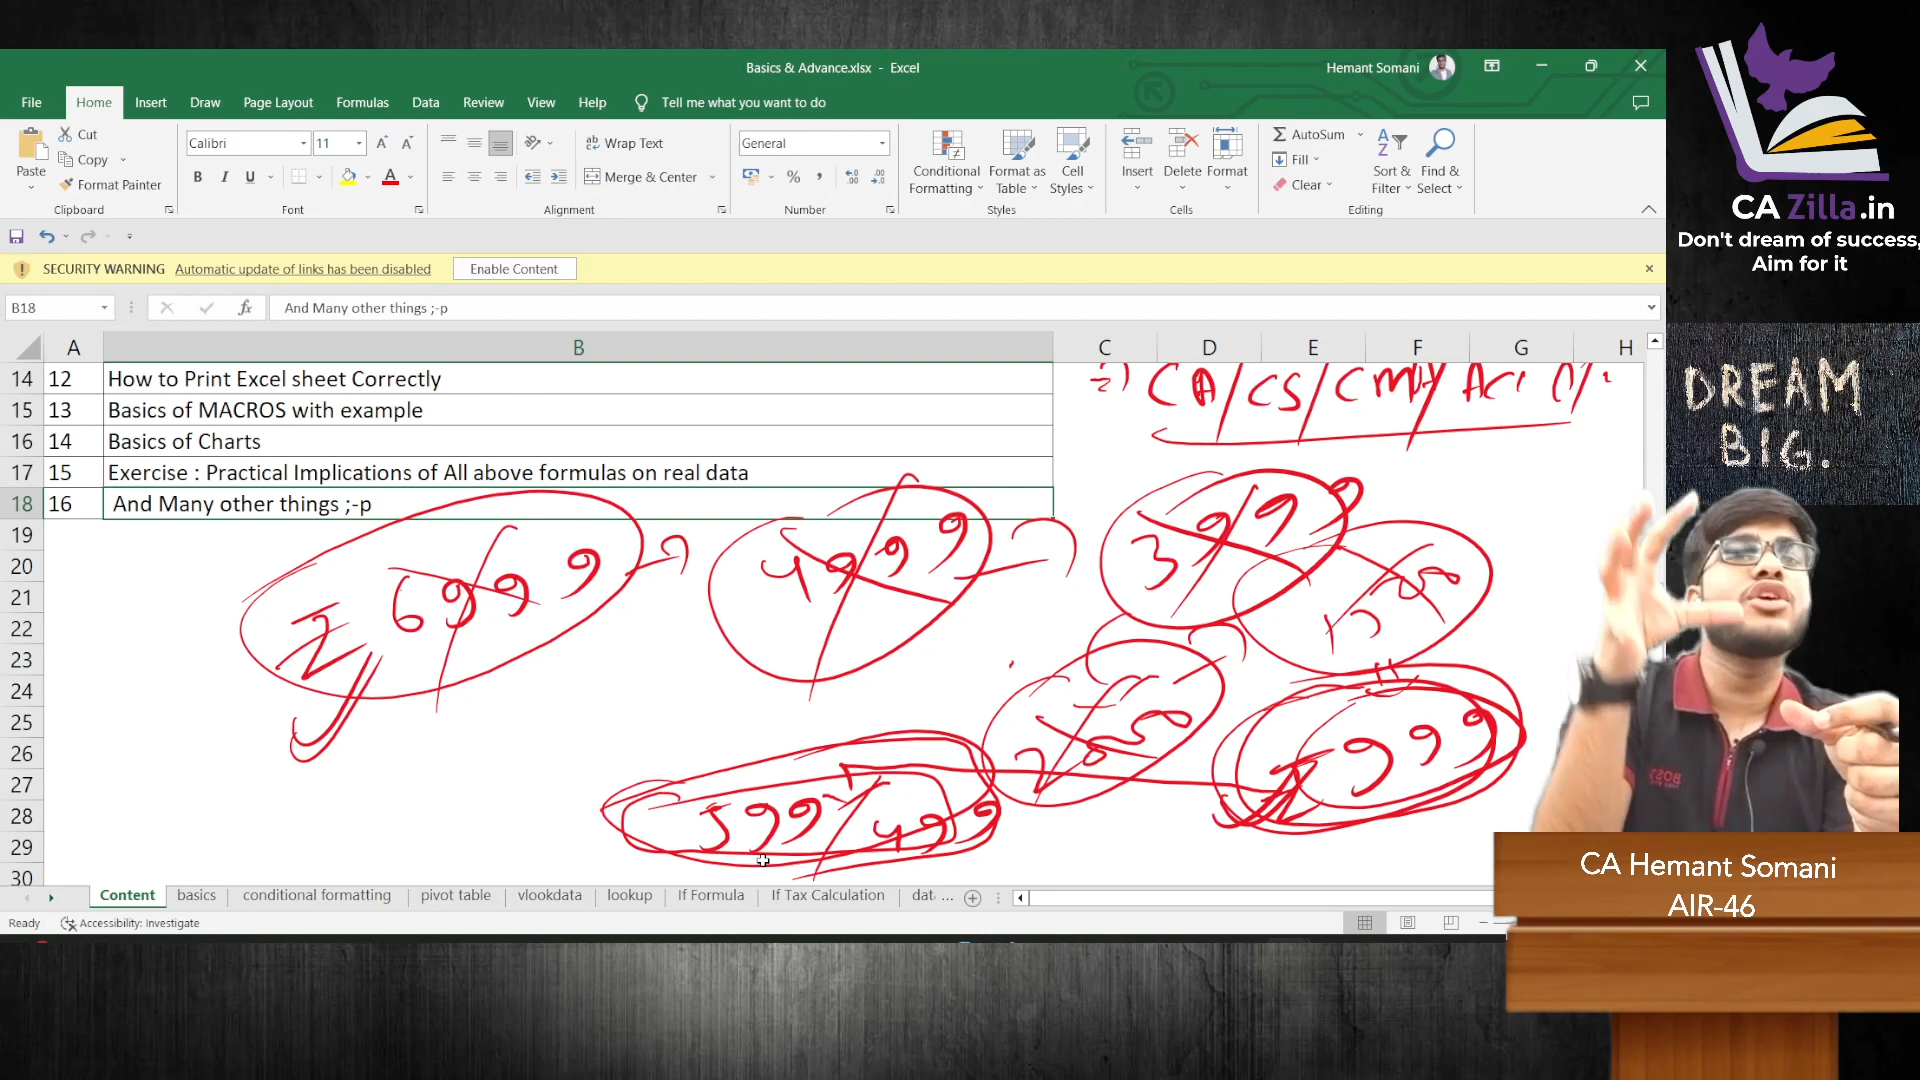 Basics & Advance.xlsx - Excel
Hemant Somani
File Home Insert Draw Page Layout Formulas Data Review View Help Tell me what you want to do
Paste
Cut
Copy
Format Painter
Calibri 11
B I U A
ab Wrap Text
Merge & Center
General
%
Conditional Formatting
Format as Table
Cell Styles
Insert Delete Format
AutoSum
Fill
Clear
Sort & Filter
Find & Select
Clipboard Font Alignment Number Styles Cells Editing
SECURITY WARNING Automatic update of links has been disabled Enable Content
B18 fx And Many other things ;-p
A B C D E F G H
14 12 How to Print Excel sheet Correctly
15 13 Basics of MACROS with example
16 14 Basics of Charts
17 15 Exercise : Practical Implications of All above formulas on real data
18 16 And Many other things ;-p
19
20
21
22
23
24
25
26
27
28
29
30
CA/CS/CMA/
6999
4999
3999
999
499
Content basics conditional formatting pivot table vlookdata lookup If Formula If Tax Calculation dat ...
Ready Accessibility: Investigate
CA Zilla.in
Don't dream of success,
Aim for it
DREAM
BIG.
BOSS
CA Hemant Somani
AIR-46